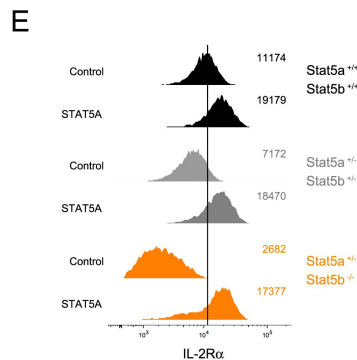 E
Control 11174 Stat5a+/+
Stat5b+/+
STAT5A 19179
Control 7172 Stat5a+/-
Stat5b+/-
STAT5A 18470
Control 2682 Stat5a+/-
Stat5b-/-
STAT5A 17377
10³ 10⁴ 10⁵
IL-2Rα